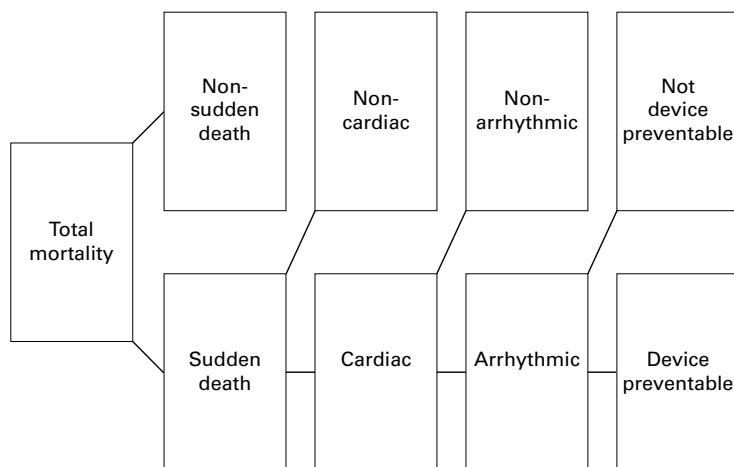 Non-
sudden
death
Non-
cardiac
Non-
arrhythmic
Not
device
preventable
Total
mortality
Sudden
death
Cardiac
Arrhythmic
Device
preventable